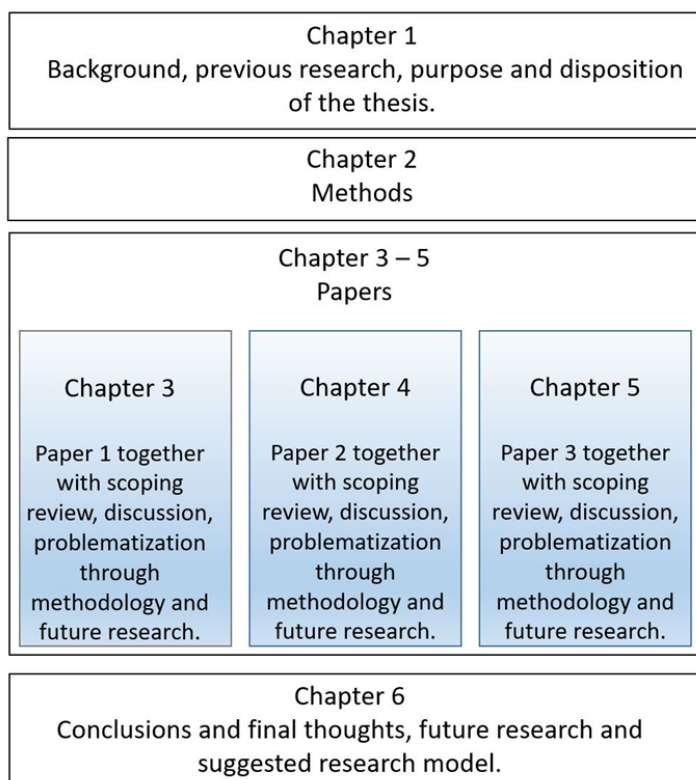 Chapter 1
Background, previous research, purpose and disposition
of the thesis.
Chapter 2
Methods
Chapter 3 – 5
Papers
Chapter 3
Paper 1 together
with scoping
review, discussion,
problematization
through
methodology and
future research.
Chapter 4
Paper 2 together
with scoping
review, discussion,
problematization
through
methodology and
future research.
Chapter 5
Paper 3 together
with scoping
review, discussion,
problematization
through
methodology and
future research.
Chapter 6
Conclusions and final thoughts, future research and
suggested research model.